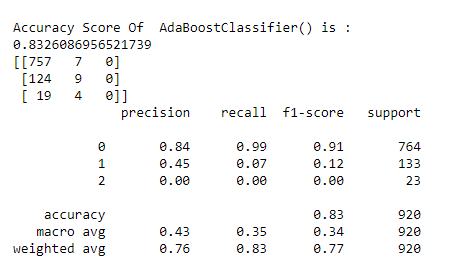 Accuracy Score Of  AdaBoostClassifier() is :
0.8326086956521739
[[757   7   0]
 [124   9   0]
 [ 19   4   0]]
              precision    recall  f1-score   support

           0       0.84      0.99      0.91       764
           1       0.45      0.07      0.12       133
           2       0.00      0.00      0.00        23

    accuracy                           0.83       920
   macro avg       0.43      0.35      0.34       920
weighted avg       0.76      0.83      0.77       920